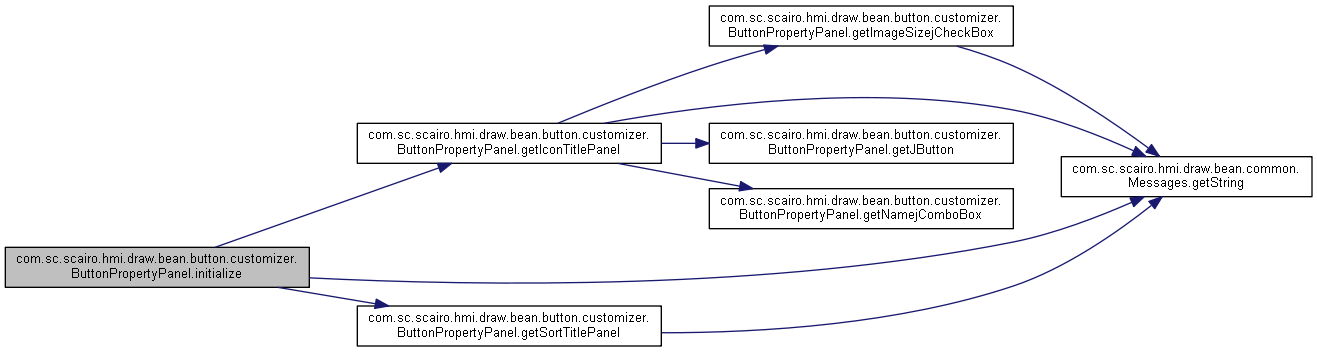 com.sc.scairo.hmi.draw.bean.button.customizer.
ButtonPropertyPanel.getImageSizejCheckBox
com.sc.scairo.hmi.draw.bean.button.customizer.
ButtonPropertyPanel.getIconTitlePanel
com.sc.scairo.hmi.draw.bean.button.customizer.
ButtonPropertyPanel.getJButton
com.sc.scairo.hmi.draw.bean.common.
Messages.getString
com.sc.scairo.hmi.draw.bean.button.customizer.
ButtonPropertyPanel.getNamejComboBox
com.sc.scairo.hmi.draw.bean.button.customizer.
ButtonPropertyPanel.initialize
com.sc.scairo.hmi.draw.bean.button.customizer.
ButtonPropertyPanel.getSortTitlePanel